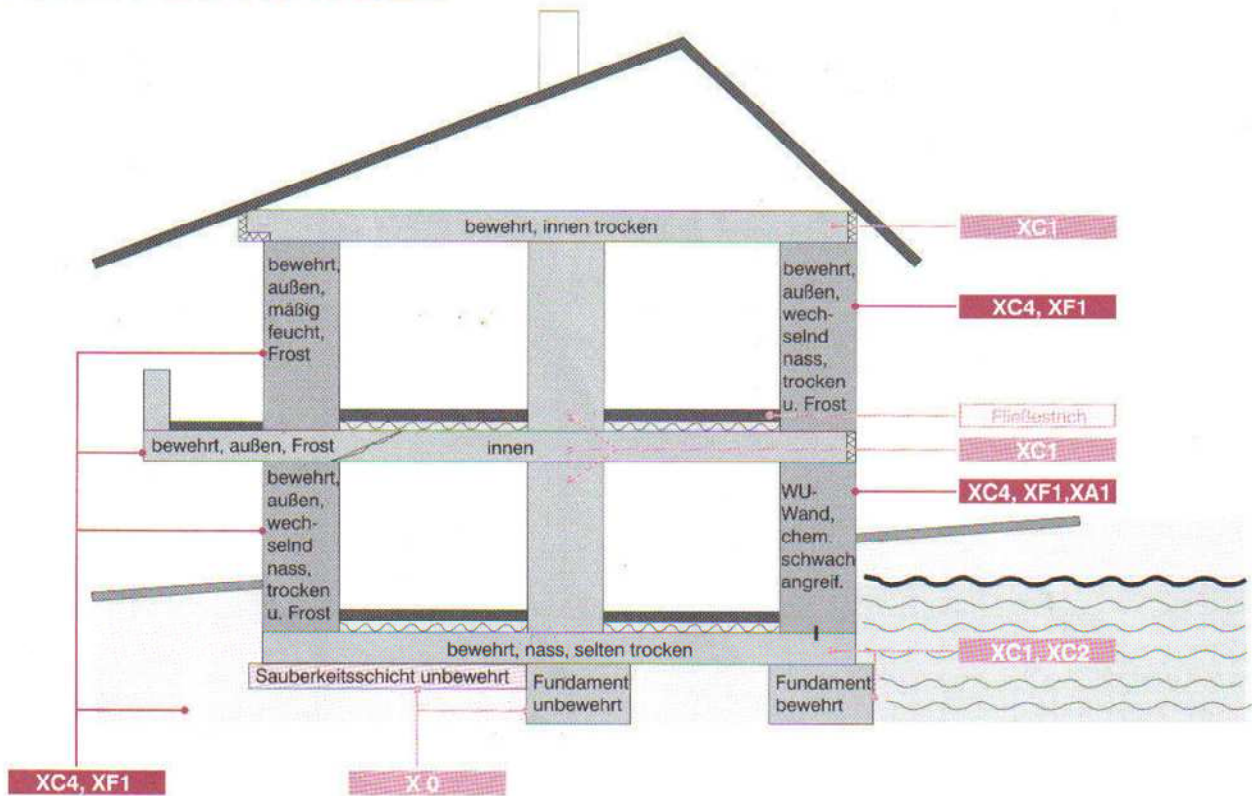 bewehrt, innen trocken
XC1
bewehrt,
außen,
mäßig
feucht,
Frost
bewehrt,
außen,
wech-
selnd
nass,
trocken
u. Frost
XC4, XF1
Fließestrich
bewehrt, außen, Frost
innen
XC1
bewehrt,
außen,
wech-
selnd
nass,
trocken
u. Frost
WU-
Wand,
chem.
schwach
angreif.
XC4, XF1,XA1
bewehrt, nass, selten trocken
XC1, XC2
Sauberkeitsschicht unbewehrt
Fundament
unbewehrt
Fundament
bewehrt
XC4, XF1
X 0